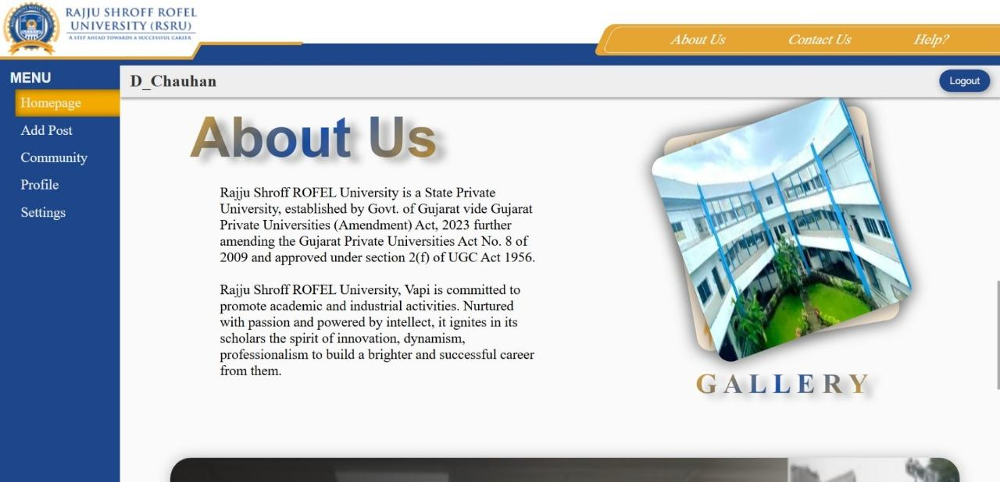 RAJJU SHROFF ROFEL
UNIVERSITY (RSRU)
A STEP AHEAD TOWARDS A SUCCESSFUL CAREER
About Us
Contact Us
Help?
MENU
D_Chauhan
Logout
Homepage
Add Post
Community
Profile
Settings
About Us
Rajju Shroff ROFEL University is a State Private
University, established by Govt. of Gujarat vide Gujarat
Private Universities (Amendment) Act, 2023 further
amending the Gujarat Private Universities Act No. 8 of
2009 and approved under section 2(f) of UGC Act 1956.
Rajju Shroff ROFEL University, Vapi is committed to
promote academic and industrial activities. Nurtured
with passion and powered by intellect, it ignites in its
scholars the spirit of innovation, dynamism,
professionalism to build a brighter and successful career
from them.
GALLERY